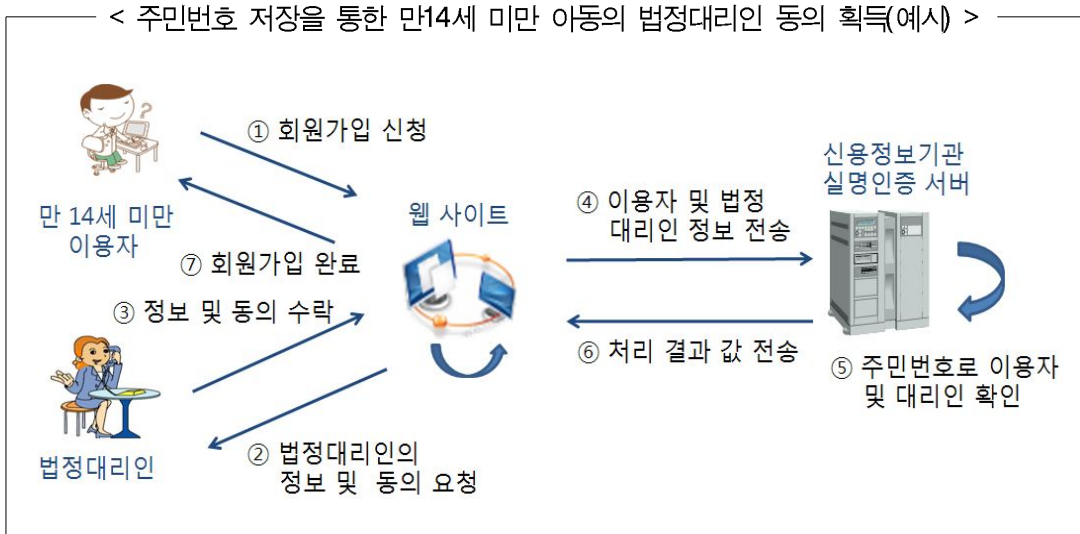 < 주민번호 저장을 통한 만14세 미만 아동의 법정대리인 동의 획득(예시) >
① 회원가입 신청
만 14세 미만
이용자
⑦ 회원가입 완료
③ 정보 및 동의 수락
법정대리인
② 법정대리인의
정보 및 동의 요청
웹 사이트
④ 이용자 및 법정
대리인 정보 전송
⑥ 처리 결과 값 전송
신용정보기관
실명인증 서버
⑤ 주민번호로 이용자
및 대리인 확인